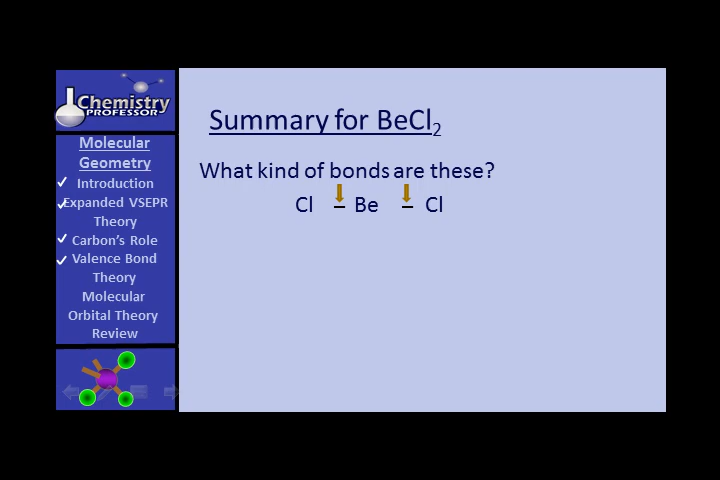 Chemistry
PROFESSOR
Molecular
Geometry
Introduction
Expanded VSEPR
Theory
Carbon's Role
Valence Bond
Theory
Molecular
Orbital Theory
Review
Summary for BeCl₂
What kind of bonds are these?
Cl – Be – Cl